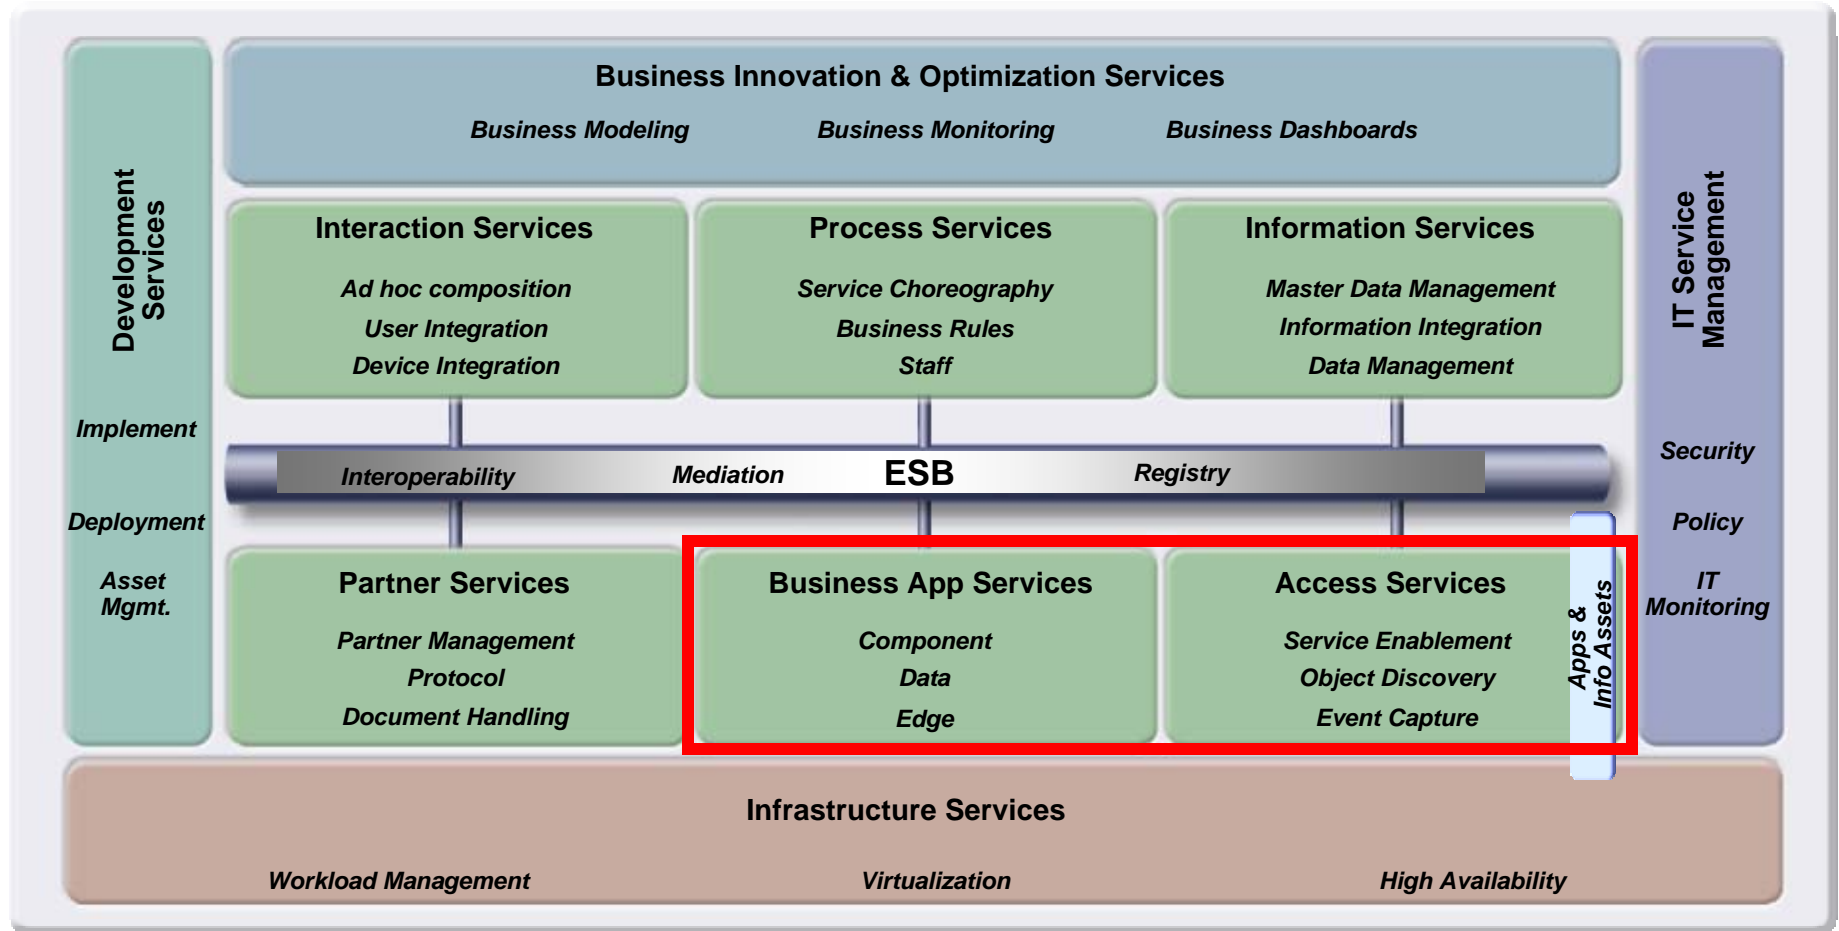 Business Innovation & Optimization Services
Business Modeling
Business Monitoring
Business Dashboards
Development
Services
Implement
Deployment
Asset
Mgmt.
Interaction Services
Ad hoc composition
User Integration
Device Integration
Process Services
Service Choreography
Business Rules
Staff
Information Services
Master Data Management
Information Integration
Data Management
IT Service
Management
Security
Policy
IT
Monitoring
Interoperability
Mediation
ESB
Registry
Partner Services
Partner Management
Protocol
Document Handling
Business App Services
Component
Data
Edge
Access Services
Service Enablement
Object Discovery
Event Capture
Apps &
Info Assets
Infrastructure Services
Workload Management
Virtualization
High Availability